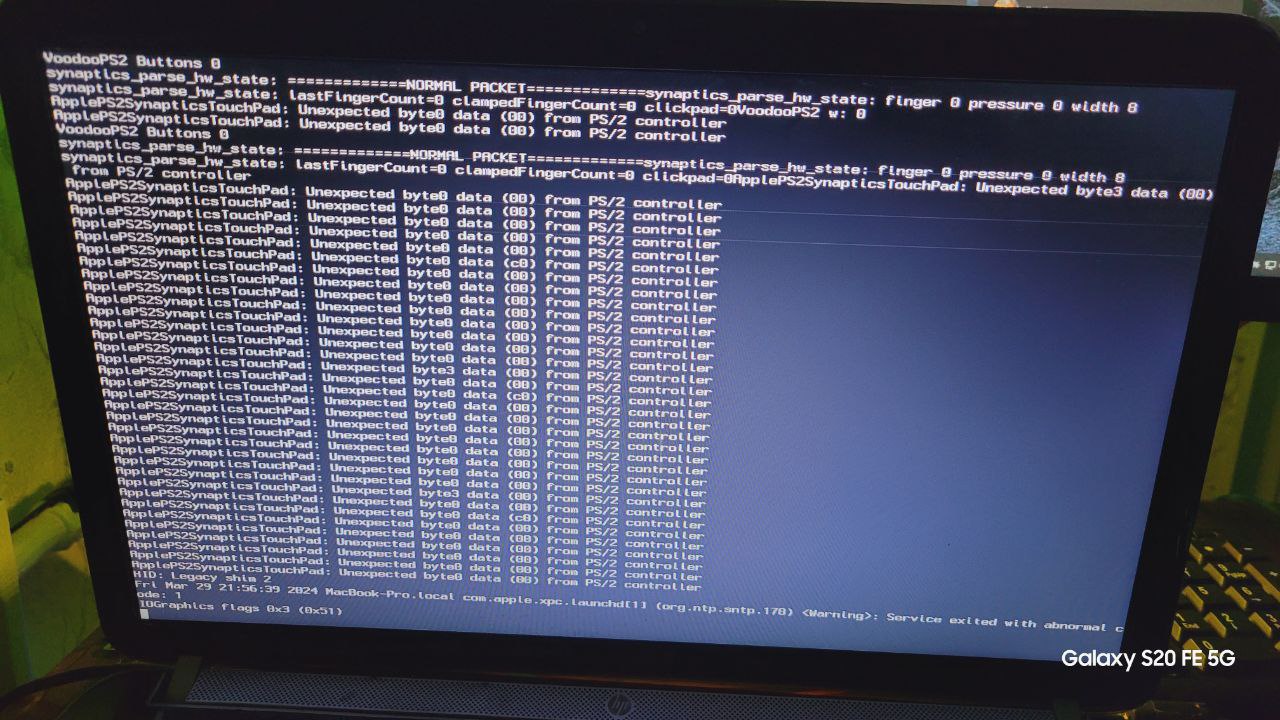 VoodooPS2 Buttons 0
synaptics_parse_hw_state: =============NORMAL PACKET=============synaptics_parse_hw_state: finger 0 pressure 0 width 8
synaptics_parse_hw_state: lastFingerCount=0 clampedFingerCount=0 clickpad=0VoodooPS2 w: 0
ApplePS2SynapticsTouchPad: Unexpected byte0 data (00) from PS/2 controller
ApplePS2SynapticsTouchPad: Unexpected byte0 data (00) from PS/2 controller
VoodooPS2 Buttons 0
synaptics_parse_hw_state: =============NORMAL PACKET=============synaptics_parse_hw_state: finger 0 pressure 0 width 8
synaptics_parse_hw_state: lastFingerCount=0 clampedFingerCount=0 clickpad=0ApplePS2SynapticsTouchPad: Unexpected byte3 data (00)
from PS/2 controller
ApplePS2SynapticsTouchPad: Unexpected byte0 data (00) from PS/2 controller
ApplePS2SynapticsTouchPad: Unexpected byte0 data (00) from PS/2 controller
ApplePS2SynapticsTouchPad: Unexpected byte0 data (00) from PS/2 controller
ApplePS2SynapticsTouchPad: Unexpected byte0 data (00) from PS/2 controller
ApplePS2SynapticsTouchPad: Unexpected byte0 data (00) from PS/2 controller
ApplePS2SynapticsTouchPad: Unexpected byte0 data (c0) from PS/2 controller
ApplePS2SynapticsTouchPad: Unexpected byte0 data (00) from PS/2 controller
ApplePS2SynapticsTouchPad: Unexpected byte0 data (00) from PS/2 controller
ApplePS2SynapticsTouchPad: Unexpected byte0 data (00) from PS/2 controller
ApplePS2SynapticsTouchPad: Unexpected byte0 data (00) from PS/2 controller
ApplePS2SynapticsTouchPad: Unexpected byte0 data (00) from PS/2 controller
ApplePS2SynapticsTouchPad: Unexpected byte0 data (00) from PS/2 controller
ApplePS2SynapticsTouchPad: Unexpected byte0 data (00) from PS/2 controller
ApplePS2SynapticsTouchPad: Unexpected byte0 data (00) from PS/2 controller
ApplePS2SynapticsTouchPad: Unexpected byte3 data (00) from PS/2 controller
ApplePS2SynapticsTouchPad: Unexpected byte0 data (00) from PS/2 controller
ApplePS2SynapticsTouchPad: Unexpected byte0 data (c0) from PS/2 controller
ApplePS2SynapticsTouchPad: Unexpected byte0 data (00) from PS/2 controller
ApplePS2SynapticsTouchPad: Unexpected byte0 data (00) from PS/2 controller
ApplePS2SynapticsTouchPad: Unexpected byte0 data (00) from PS/2 controller
ApplePS2SynapticsTouchPad: Unexpected byte0 data (00) from PS/2 controller
ApplePS2SynapticsTouchPad: Unexpected byte0 data (00) from PS/2 controller
ApplePS2SynapticsTouchPad: Unexpected byte0 data (00) from PS/2 controller
ApplePS2SynapticsTouchPad: Unexpected byte0 data (00) from PS/2 controller
ApplePS2SynapticsTouchPad: Unexpected byte0 data (00) from PS/2 controller
ApplePS2SynapticsTouchPad: Unexpected byte3 data (00) from PS/2 controller
ApplePS2SynapticsTouchPad: Unexpected byte0 data (00) from PS/2 controller
ApplePS2SynapticsTouchPad: Unexpected byte0 data (c0) from PS/2 controller
ApplePS2SynapticsTouchPad: Unexpected byte0 data (00) from PS/2 controller
ApplePS2SynapticsTouchPad: Unexpected byte0 data (00) from PS/2 controller
ApplePS2SynapticsTouchPad: Unexpected byte0 data (00) from PS/2 controller
ApplePS2SynapticsTouchPad: Unexpected byte0 data (00) from PS/2 controller
ApplePS2SynapticsTouchPad: Unexpected byte0 data (00) from PS/2 controller
ApplePS2SynapticsTouchPad: Unexpected byte0 data (00) from PS/2 controller
HID: Legacy shim 2
Fri Mar 29 21:56:39 2024 MacBook-Pro.local com.apple.xpc.launchd[1] (org.ntp.sntp.178) <Warning>: Service exited with abnormal c
ode: 1
IOGraphics flags 0x3 (0x51)
hp
Galaxy S20 FE 5G